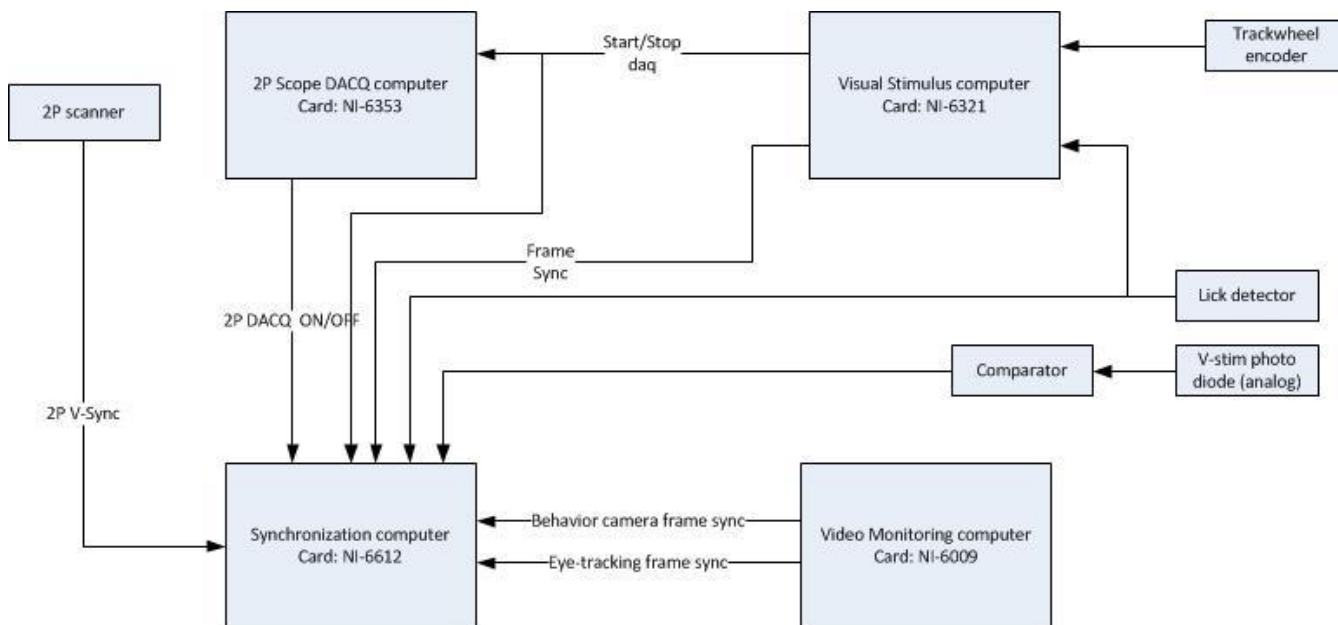 Start/Stop
daq
Trackwheel
encoder
2P scanner
2P Scope DACQ computer
Card: NI-6353
Visual Stimulus computer
Card: NI-6321
Frame
Sync
Lick detector
2P DACQ ON/OFF
Comparator
V-stim photo
diode (analog)
2P V-Sync
Synchronization computer
Card: NI-6612
Behavior camera frame sync
Eye-tracking frame sync
Video Monitoring computer
Card: NI-6009